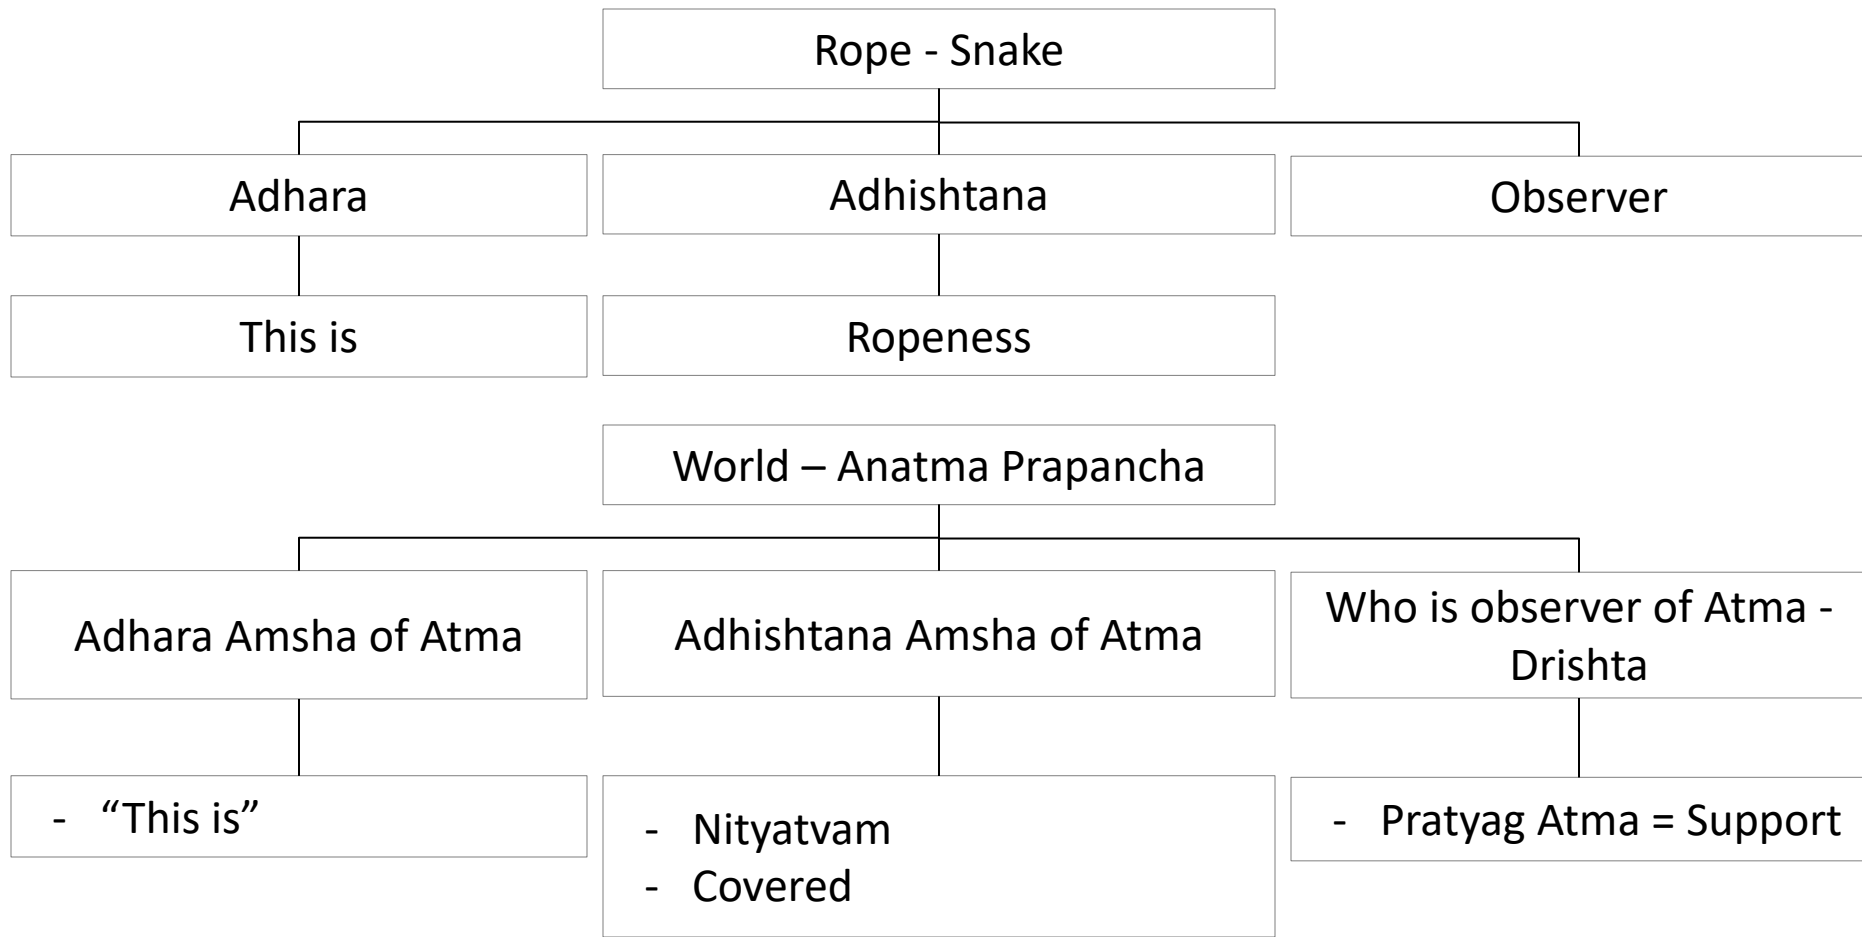 Rope - Snake
Adhara
Adhishtana
Observer
This is
Ropeness
World – Anatma Prapancha
Adhara Amsha of Atma
Adhishtana Amsha of Atma
Who is observer of Atma -
Drishta
- “This is”
- Nityatvam
- Covered
- Pratyag Atma = Support